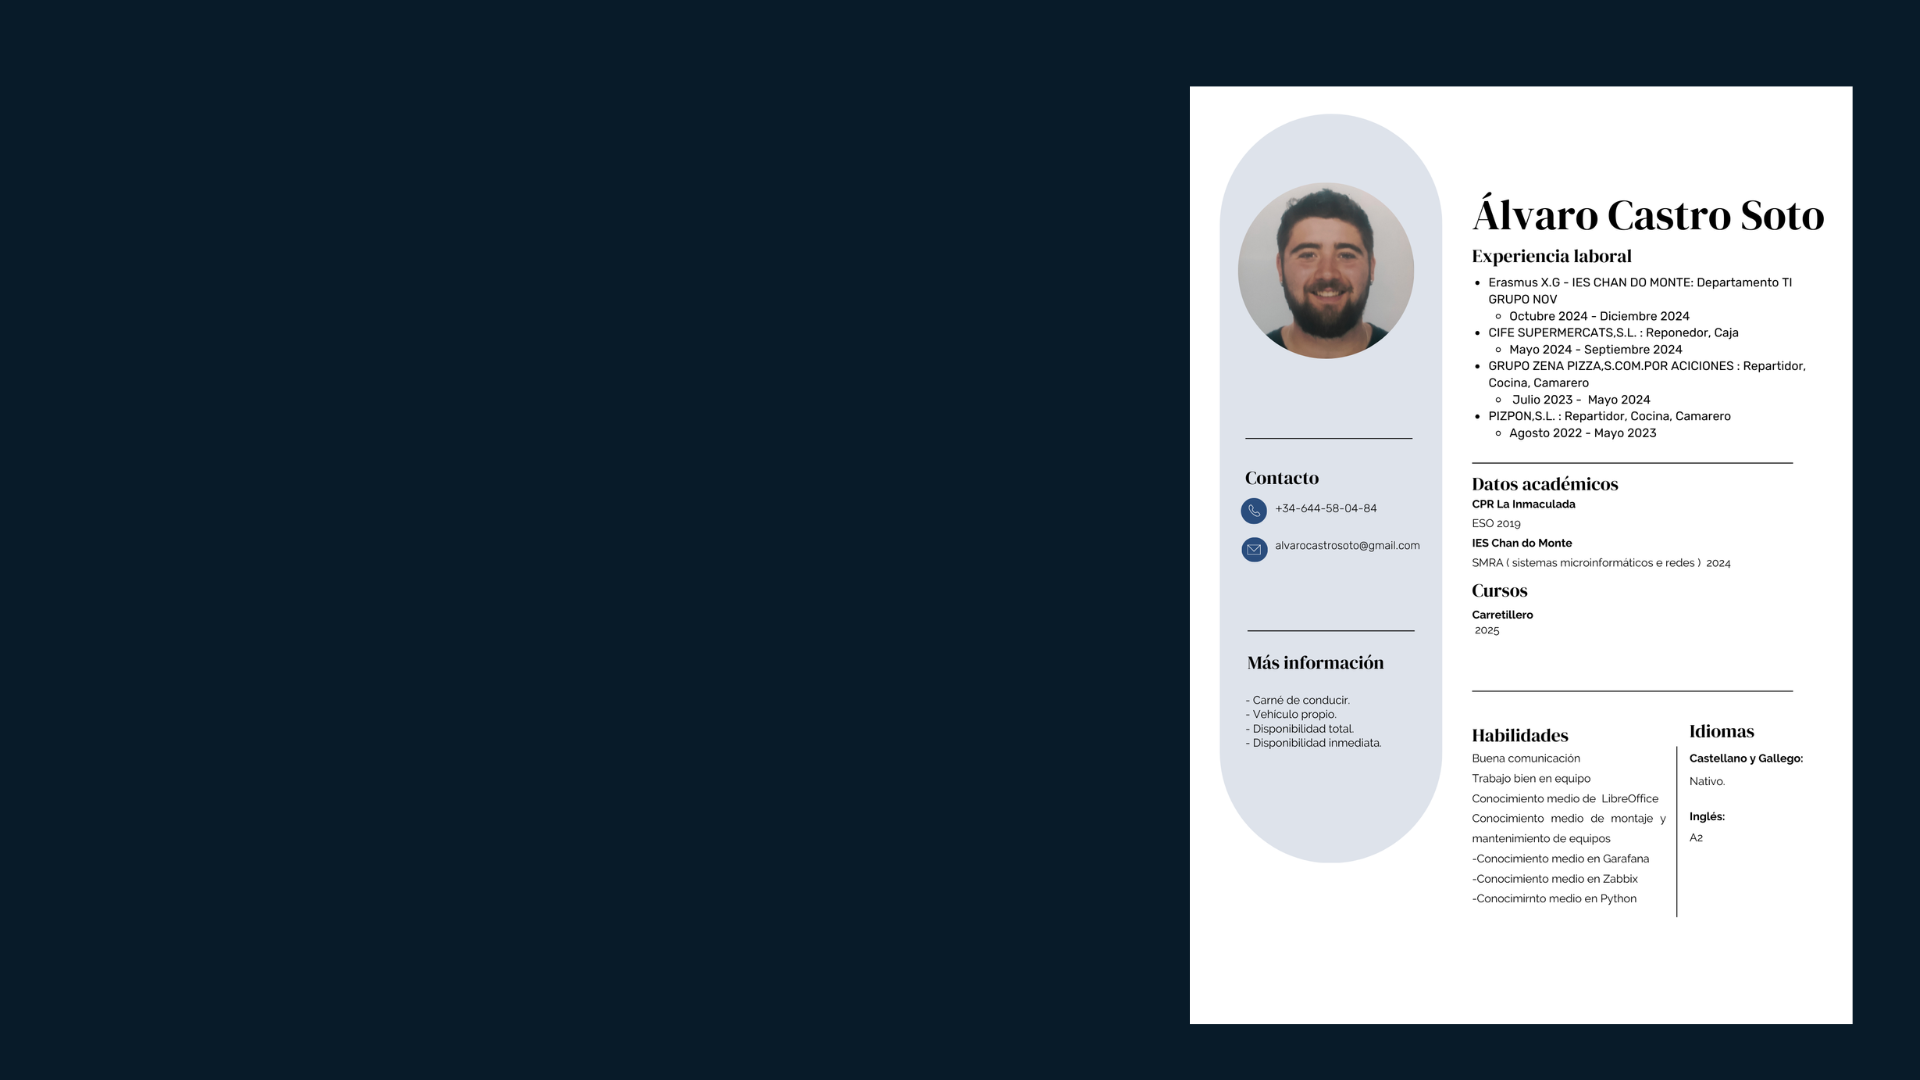 Álvaro Castro Soto
Experiencia laboral
Erasmus X.G - IES CHAN DO MONTE: Departamento TI
GRUPO NOV
Octubre 2024 - Diciembre 2024
CIFE SUPERMERCATS,S.L. : Reponedor, Caja
Mayo 2024 - Septiembre 2024
GRUPO ZENA PIZZA,S.COM.POR ACICIONES : Repartidor,
Cocina, Camarero
Julio 2023 - Mayo 2024
PIZPON,S.L. : Repartidor, Cocina, Camarero
Agosto 2022 - Mayo 2023
Contacto
+34-644-58-04-84
alvarocastrosoto@gmail.com
Más información
- Carné de conducir.
- Vehículo propio.
- Disponibilidad total.
- Disponibilidad inmediata.
Datos académicos
CPR La Inmaculada
ESO 2019
IES Chan do Monte
SMRA ( sistemas microinformáticos e redes ) 2024
Cursos
Carretillero
2025
Habilidades
Buena comunicación
Trabajo bien en equipo
Conocimiento medio de LibreOffice
Conocimiento medio de montaje y
mantenimiento de equipos
-Conocimiento medio en Garafana
-Conocimiento medio en Zabbix
-Conocimirnto medio en Python
Idiomas
Castellano y Gallego:
Nativo.
Inglés:
A2